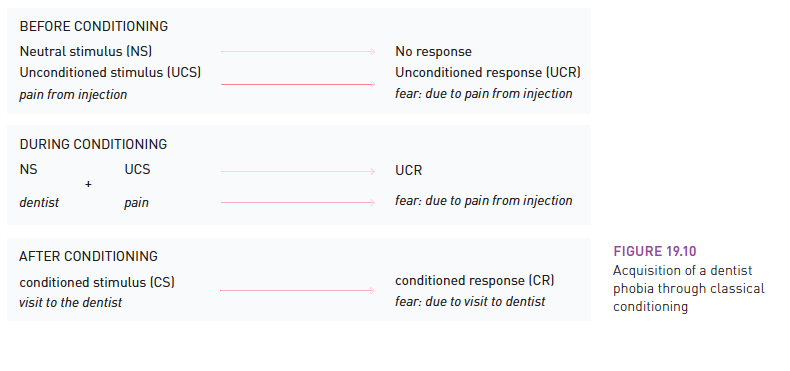 BEFORE CONDITIONING
Neutral stimulus (NS) No response
Unconditioned stimulus (UCS) Unconditioned response (UCR)
pain from injection fear: due to pain from injection
DURING CONDITIONING
NS UCS UCR
+
dentist pain fear: due to pain from injection
AFTER CONDITIONING
conditioned stimulus (CS) conditioned response (CR)
visit to the dentist fear: due to visit to dentist
FIGURE 19.10
Acquisition of a dentist
phobia through classical
conditioning